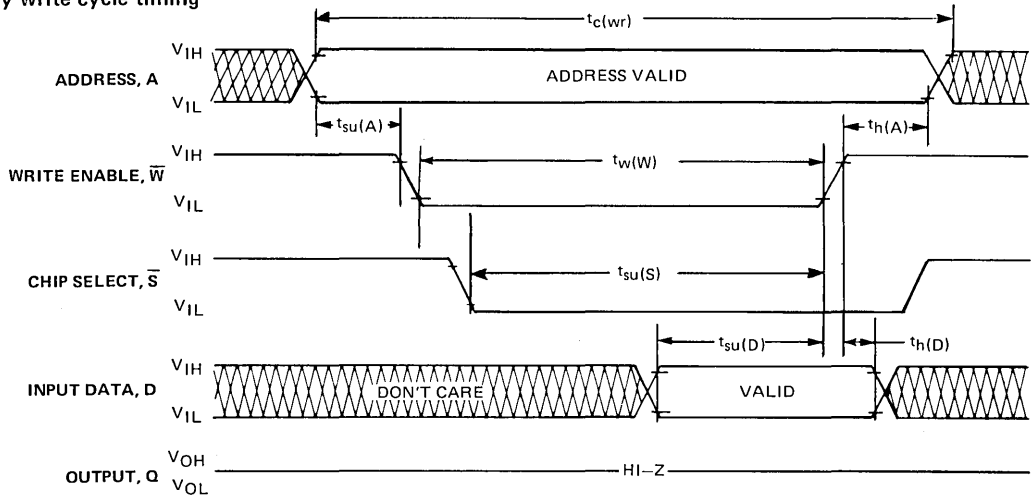 y write cycle timing
tc(wr)
ADDRESS, A
VIH
VIL
ADDRESS VALID
tsu(A)
th(A)
WRITE ENABLE, W̅
VIH
VIL
tw(W)
CHIP SELECT, S̅
VIH
VIL
tsu(S)
tsu(D)
th(D)
INPUT DATA, D
VIH
VIL
DON'T CARE
VALID
OUTPUT, Q
VOH
VOL
HI–Z